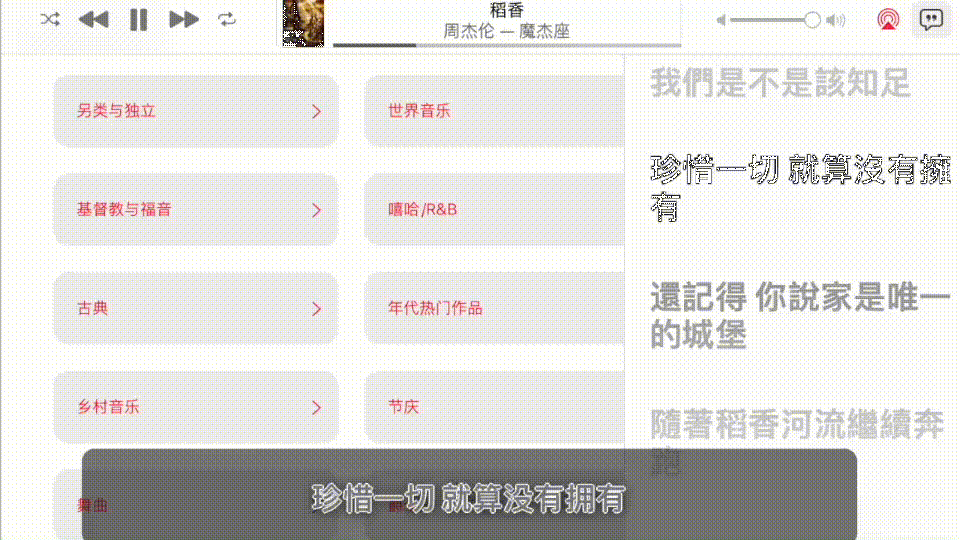 稻香
周杰伦 — 魔杰座
另类与独立
世界音乐
基督教与福音
嘻哈/R&B
古典
年代热门作品
乡村音乐
节庆
舞曲
我們是不是該知足
珍惜一切 就算沒有擁
有
還記得 你說家是唯一
的城堡
隨著稻香河流繼續奔
跑
珍惜一切 就算没有拥有